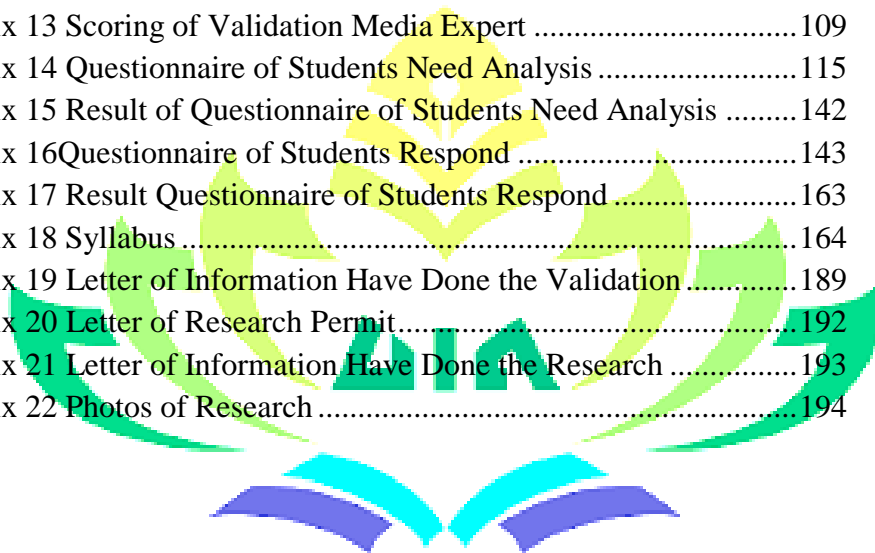 x 13 Scoring of Validation Media Expert ............................109
x 14 Questionnaire of Students Need Analysis .....................115
x 15 Result of Questionnaire of Students Need Analysis .........142
x 16Questionnaire of Students Respond ..............................143
x 17 Result Questionnaire of Students Respond ....................163
x 18 Syllabus ..................................................................164
x 19 Letter of Information Have Done the Validation ..............189
x 20 Letter of Research Permit...........................................192
x 21 Letter of Information Have Done the Research ...............193
x 22 Photos of Research ...................................................194